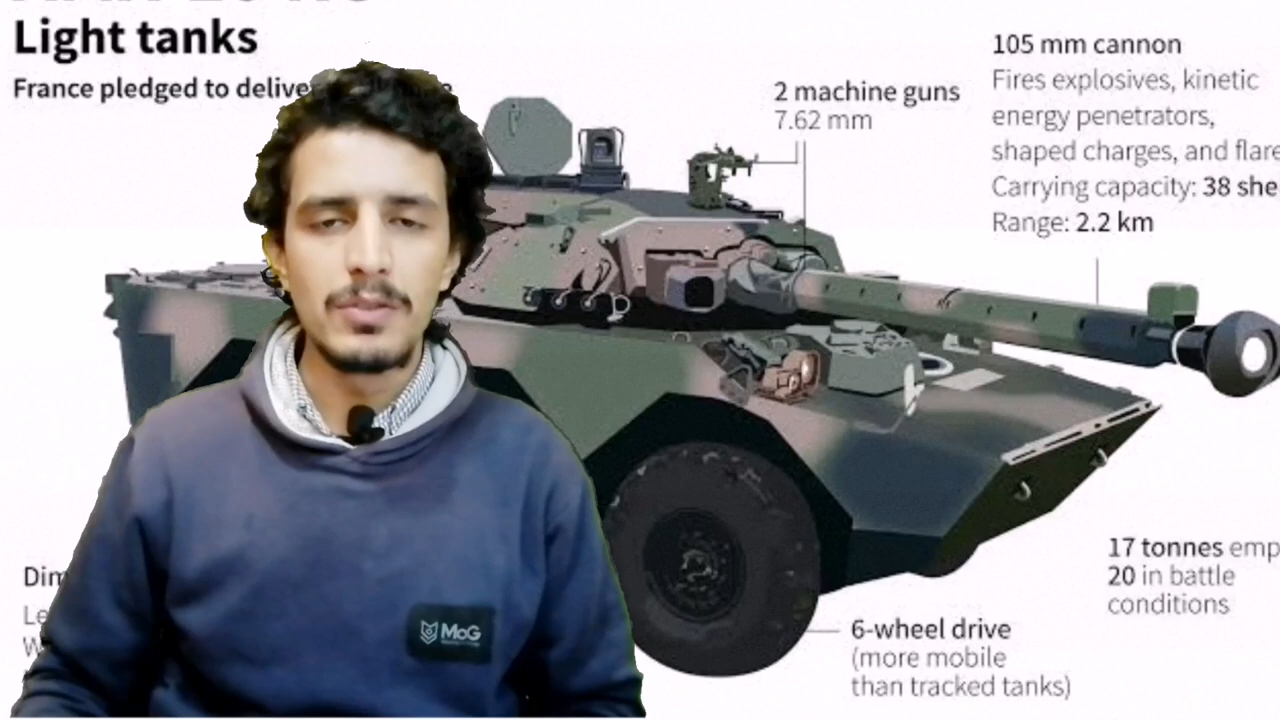 Light tanks
France pledged to deliver
2 machine guns
7.62 mm
105 mm cannon
Fires explosives, kinetic
energy penetrators,
shaped charges, and flare
Carrying capacity: 38 she
Range: 2.2 km
17 tonnes emp
20 in battle
conditions
6-wheel drive
(more mobile
than tracked tanks)
Dim
Le
W
MoG